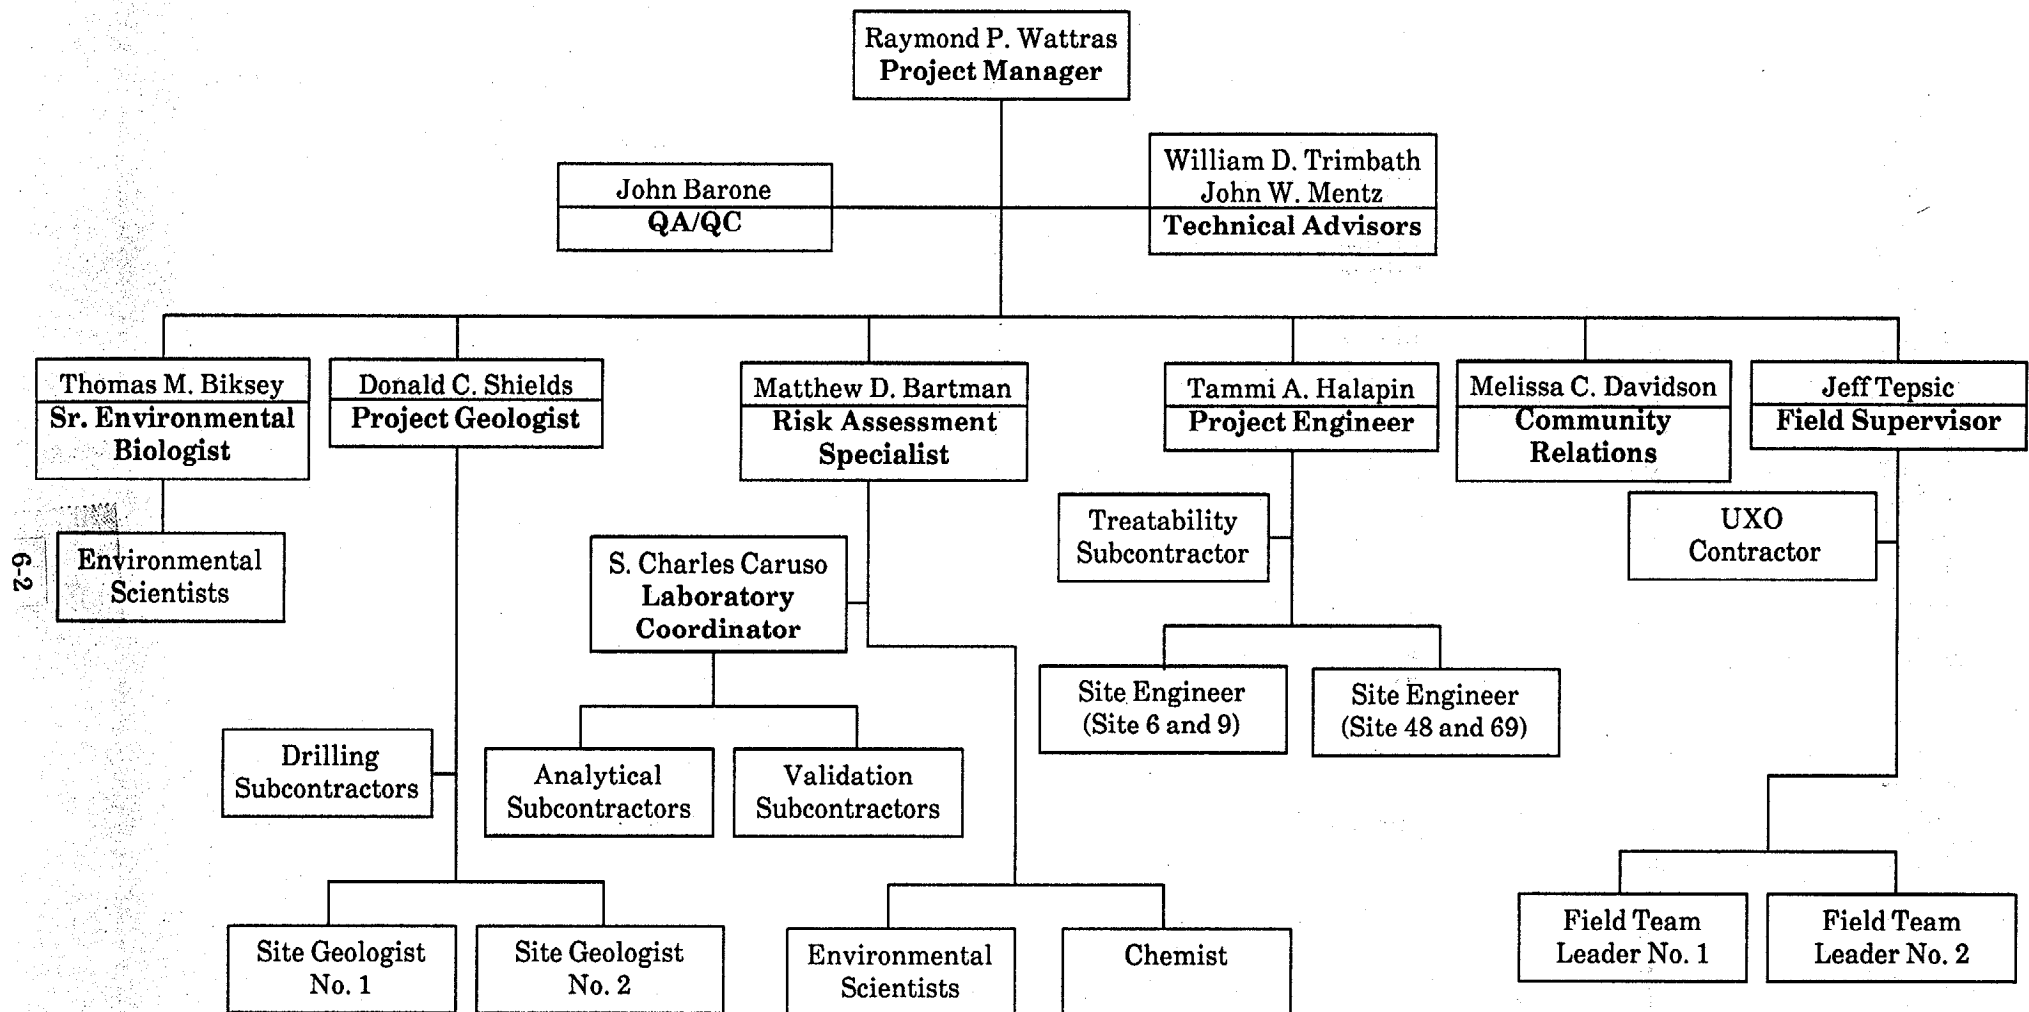 Raymond P. Wattras
Project Manager
John Barone
QA/QC
William D. Trimbath
John W. Mentz
Technical Advisors
Thomas M. Biksey
Sr. Environmental
Biologist
Donald C. Shields
Project Geologist
Matthew D. Bartman
Risk Assessment
Specialist
Tammi A. Halapin
Project Engineer
Melissa C. Davidson
Community
Relations
Jeff Tepsic
Field Supervisor
Environmental
Scientists
S. Charles Caruso
Laboratory
Coordinator
Treatability
Subcontractor
UXO
Contractor
6-2
Site Engineer
(Site 6 and 9)
Site Engineer
(Site 48 and 69)
Drilling
Subcontractors
Analytical
Subcontractors
Validation
Subcontractors
Site Geologist
No. 1
Site Geologist
No. 2
Environmental
Scientists
Chemist
Field Team
Leader No. 1
Field Team
Leader No. 2